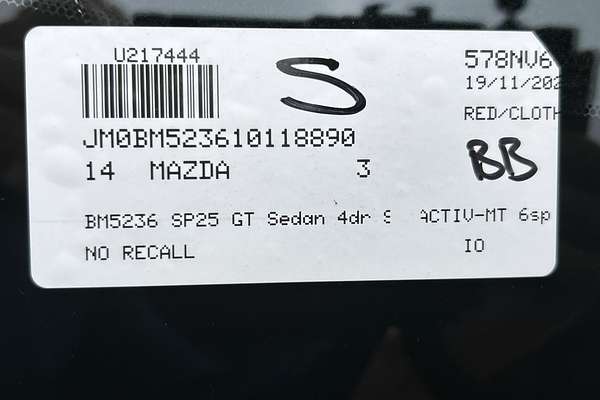 U217444
S
578NV6
19/11/202
RED/CLOTH
JM0BM523610118890
BB
14 MAZDA 3
BM5236 SP25 GT Sedan 4dr S ACTIV-MT 6sp
NO RECALL
IO